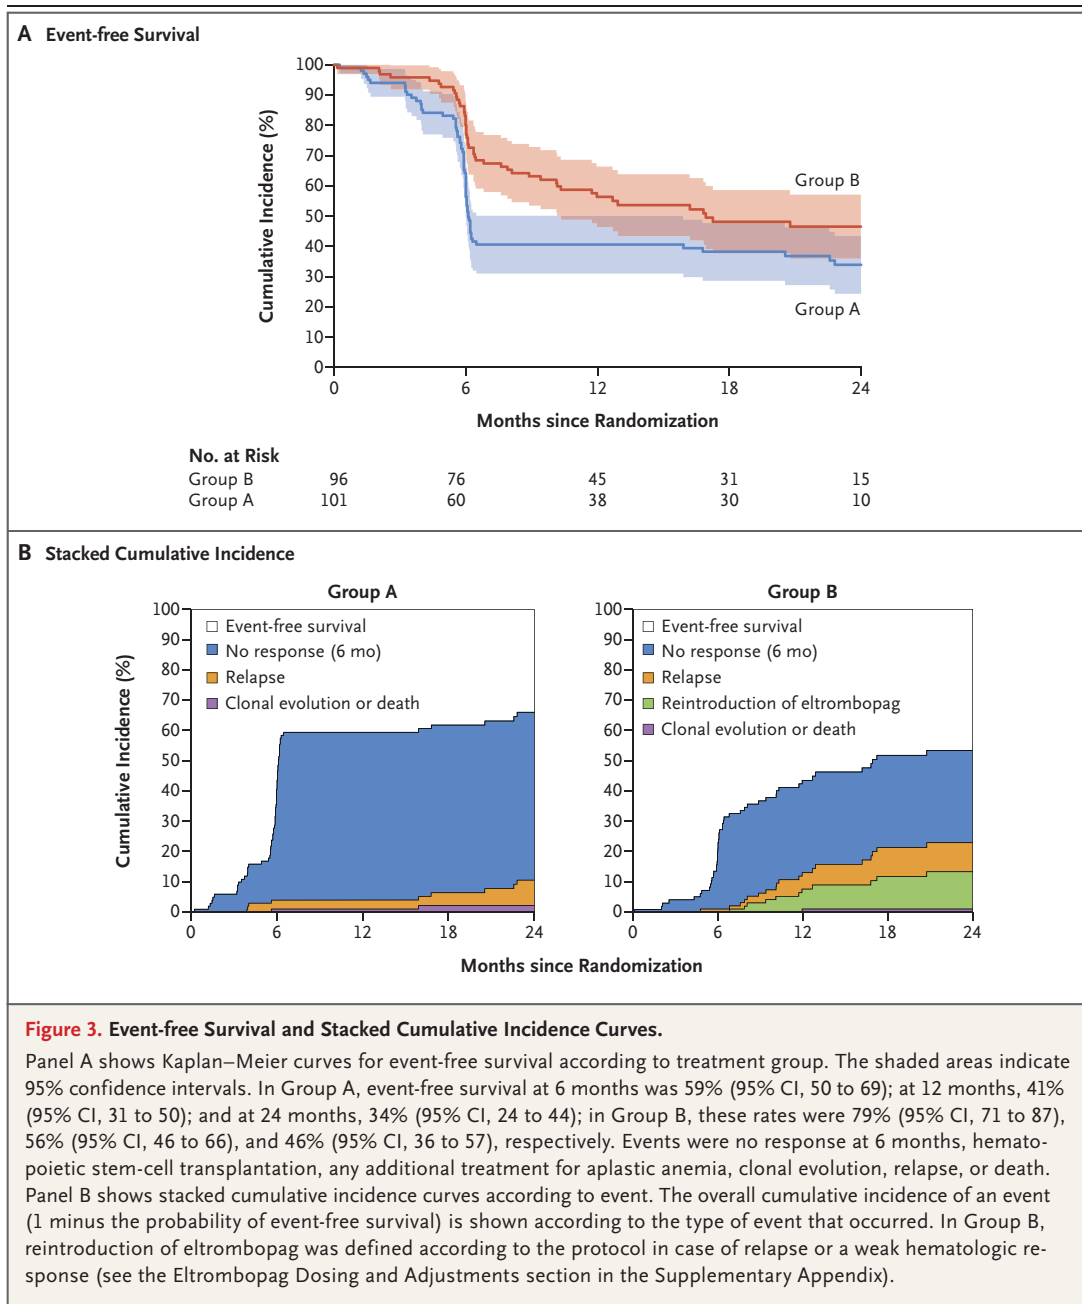 A Event-free Survival
Cumulative Incidence (%)
100
90
80
70
60
50
40
30
20
10
0
Group B
Group A
0 6 12 18 24
Months since Randomization
No. at Risk
Group B 96 76 45 31 15
Group A 101 60 38 30 10
B Stacked Cumulative Incidence
Group A
Cumulative Incidence (%)
100
90
80
70
60
50
40
30
20
10
0
Event-free survival
No response (6 mo)
Relapse
Clonal evolution or death
0 6 12 18 24
Group B
100
90
80
70
60
50
40
30
20
10
0
Event-free survival
No response (6 mo)
Relapse
Reintroduction of eltrombopag
Clonal evolution or death
0 6 12 18 24
Months since Randomization
Figure 3. Event-free Survival and Stacked Cumulative Incidence Curves.
Panel A shows Kaplan–Meier curves for event-free survival according to treatment group. The shaded areas indicate
95% confidence intervals. In Group A, event-free survival at 6 months was 59% (95% CI, 50 to 69); at 12 months, 41%
(95% CI, 31 to 50); and at 24 months, 34% (95% CI, 24 to 44); in Group B, these rates were 79% (95% CI, 71 to 87),
56% (95% CI, 46 to 66), and 46% (95% CI, 36 to 57), respectively. Events were no response at 6 months, hemato-
poietic stem-cell transplantation, any additional treatment for aplastic anemia, clonal evolution, relapse, or death.
Panel B shows stacked cumulative incidence curves according to event. The overall cumulative incidence of an event
(1 minus the probability of event-free survival) is shown according to the type of event that occurred. In Group B,
reintroduction of eltrombopag was defined according to the protocol in case of relapse or a weak hematologic re-
sponse (see the Eltrombopag Dosing and Adjustments section in the Supplementary Appendix).